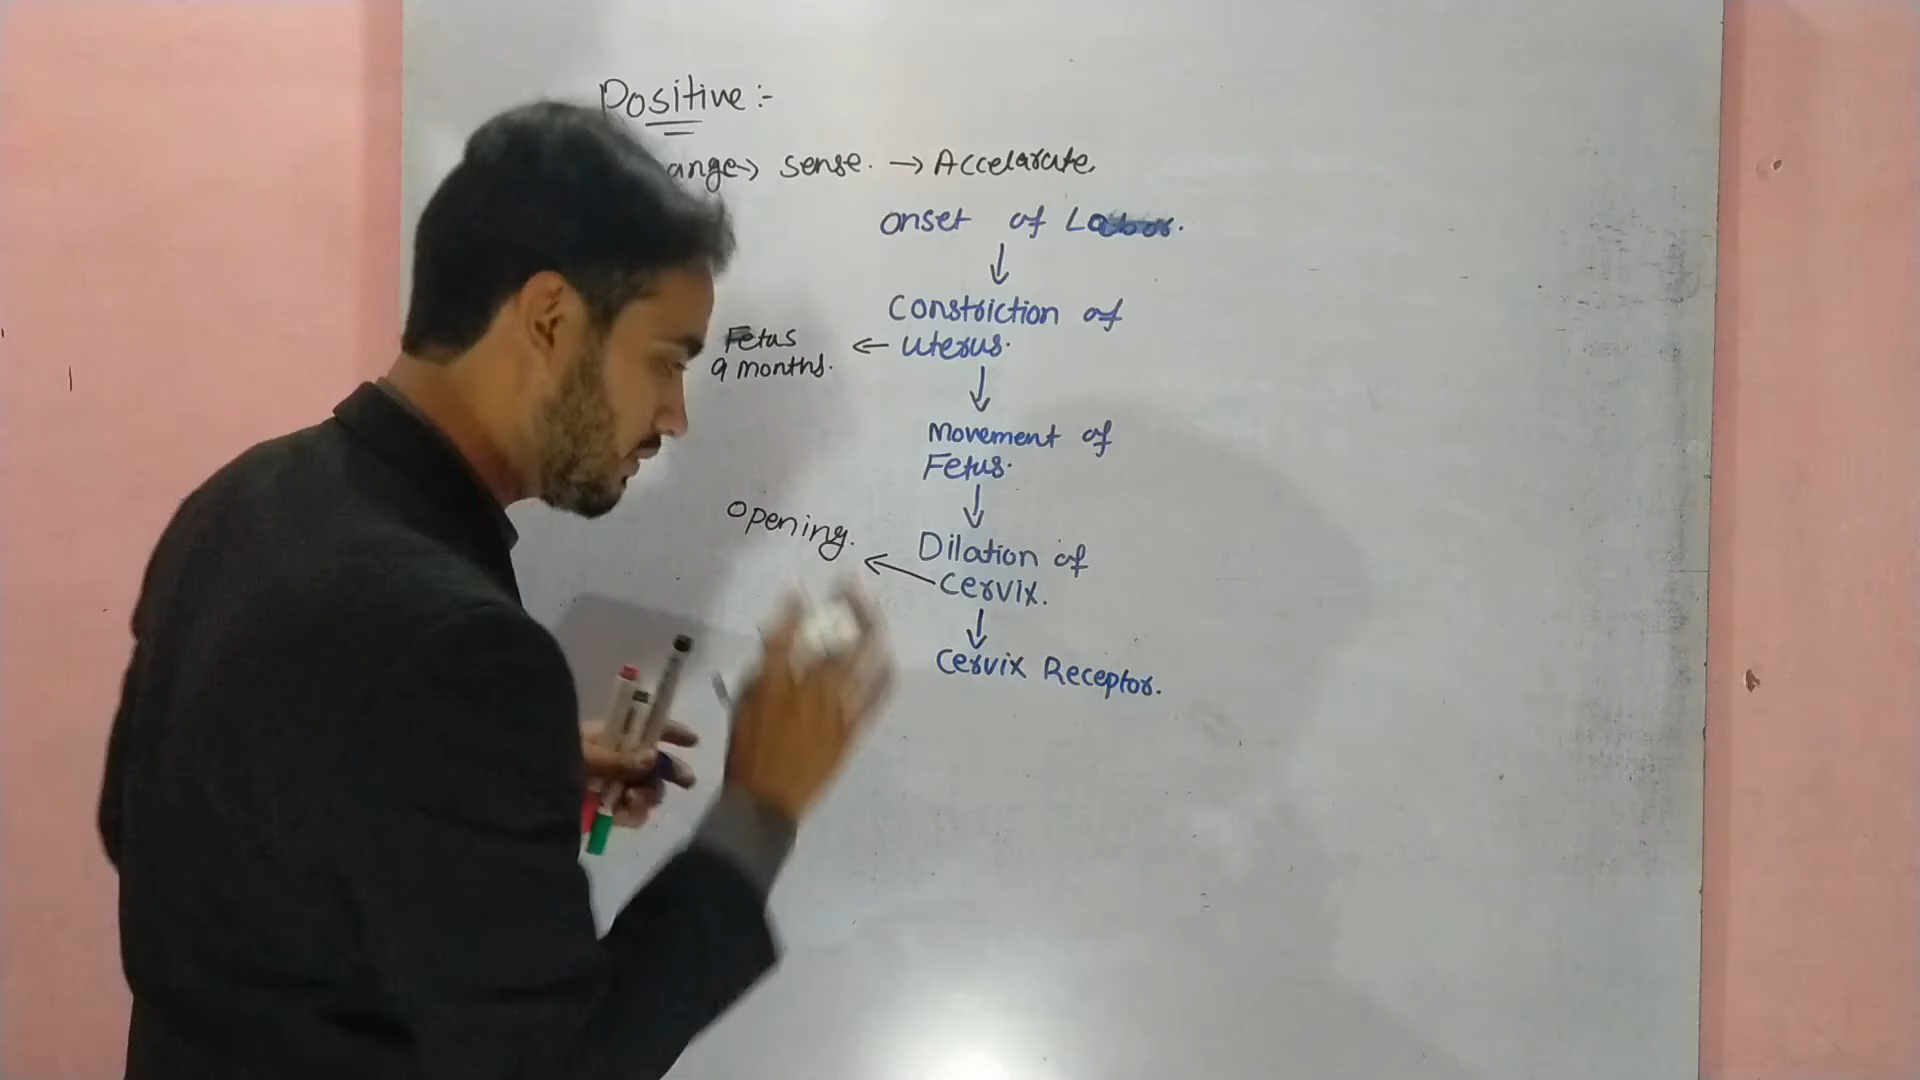 Positive :-
ange → sense. → Accelarate.
onset of Labor.
↓
Constriction of
Fetus ← Uterus.
9 months.
↓
Movement of
Fetus.
↓
Opening. Dilation of
← Cervix.
↓
Cervix Receptor.